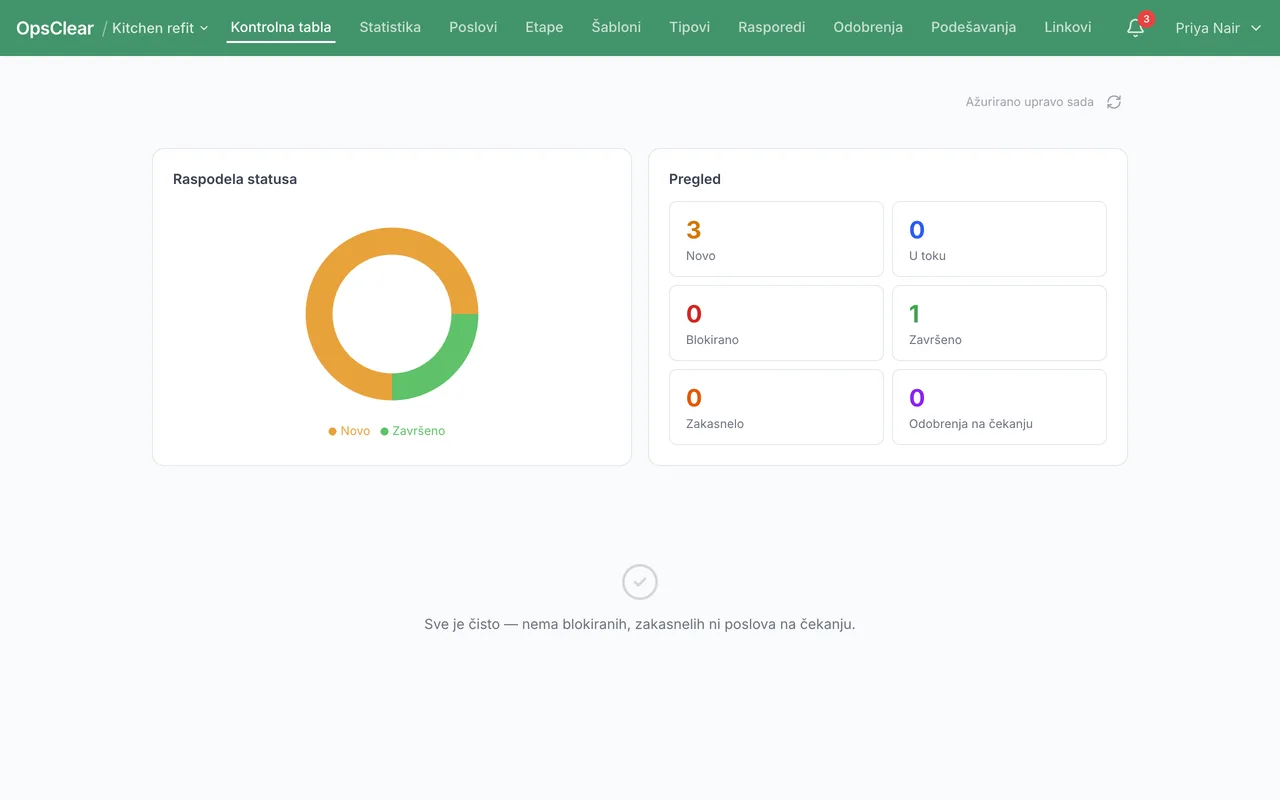 OpsClear / Kitchen refit Kontrolna tabla Statistika Poslovi Etape Šabloni Tipovi Rasporedi Odobrenja Podešavanja Linkovi 3 Priya Nair
Ažurirano upravo sada
Raspodela statusa
Novo Završeno
Pregled
3
Novo
0
U toku
0
Blokirano
1
Završeno
0
Zakasnelo
0
Odobrenja na čekanju
Sve je čisto — nema blokiranih, zakasnelih ni poslova na čekanju.